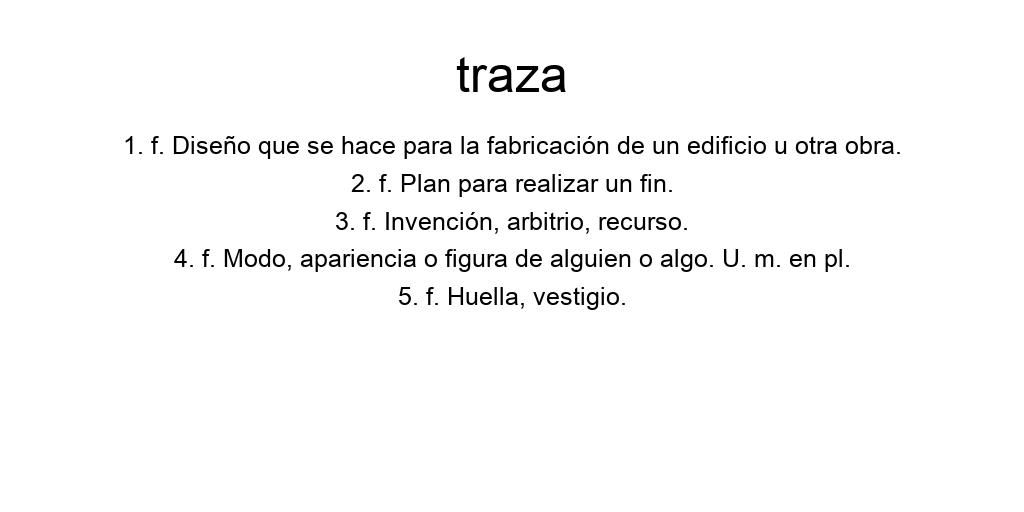 traza
1. f. Diseño que se hace para la fabricación de un edificio u otra obra.
2. f. Plan para realizar un fin.
3. f. Invención, arbitrio, recurso.
4. f. Modo, apariencia o figura de alguien o algo. U. m. en pl.
5. f. Huella, vestigio.